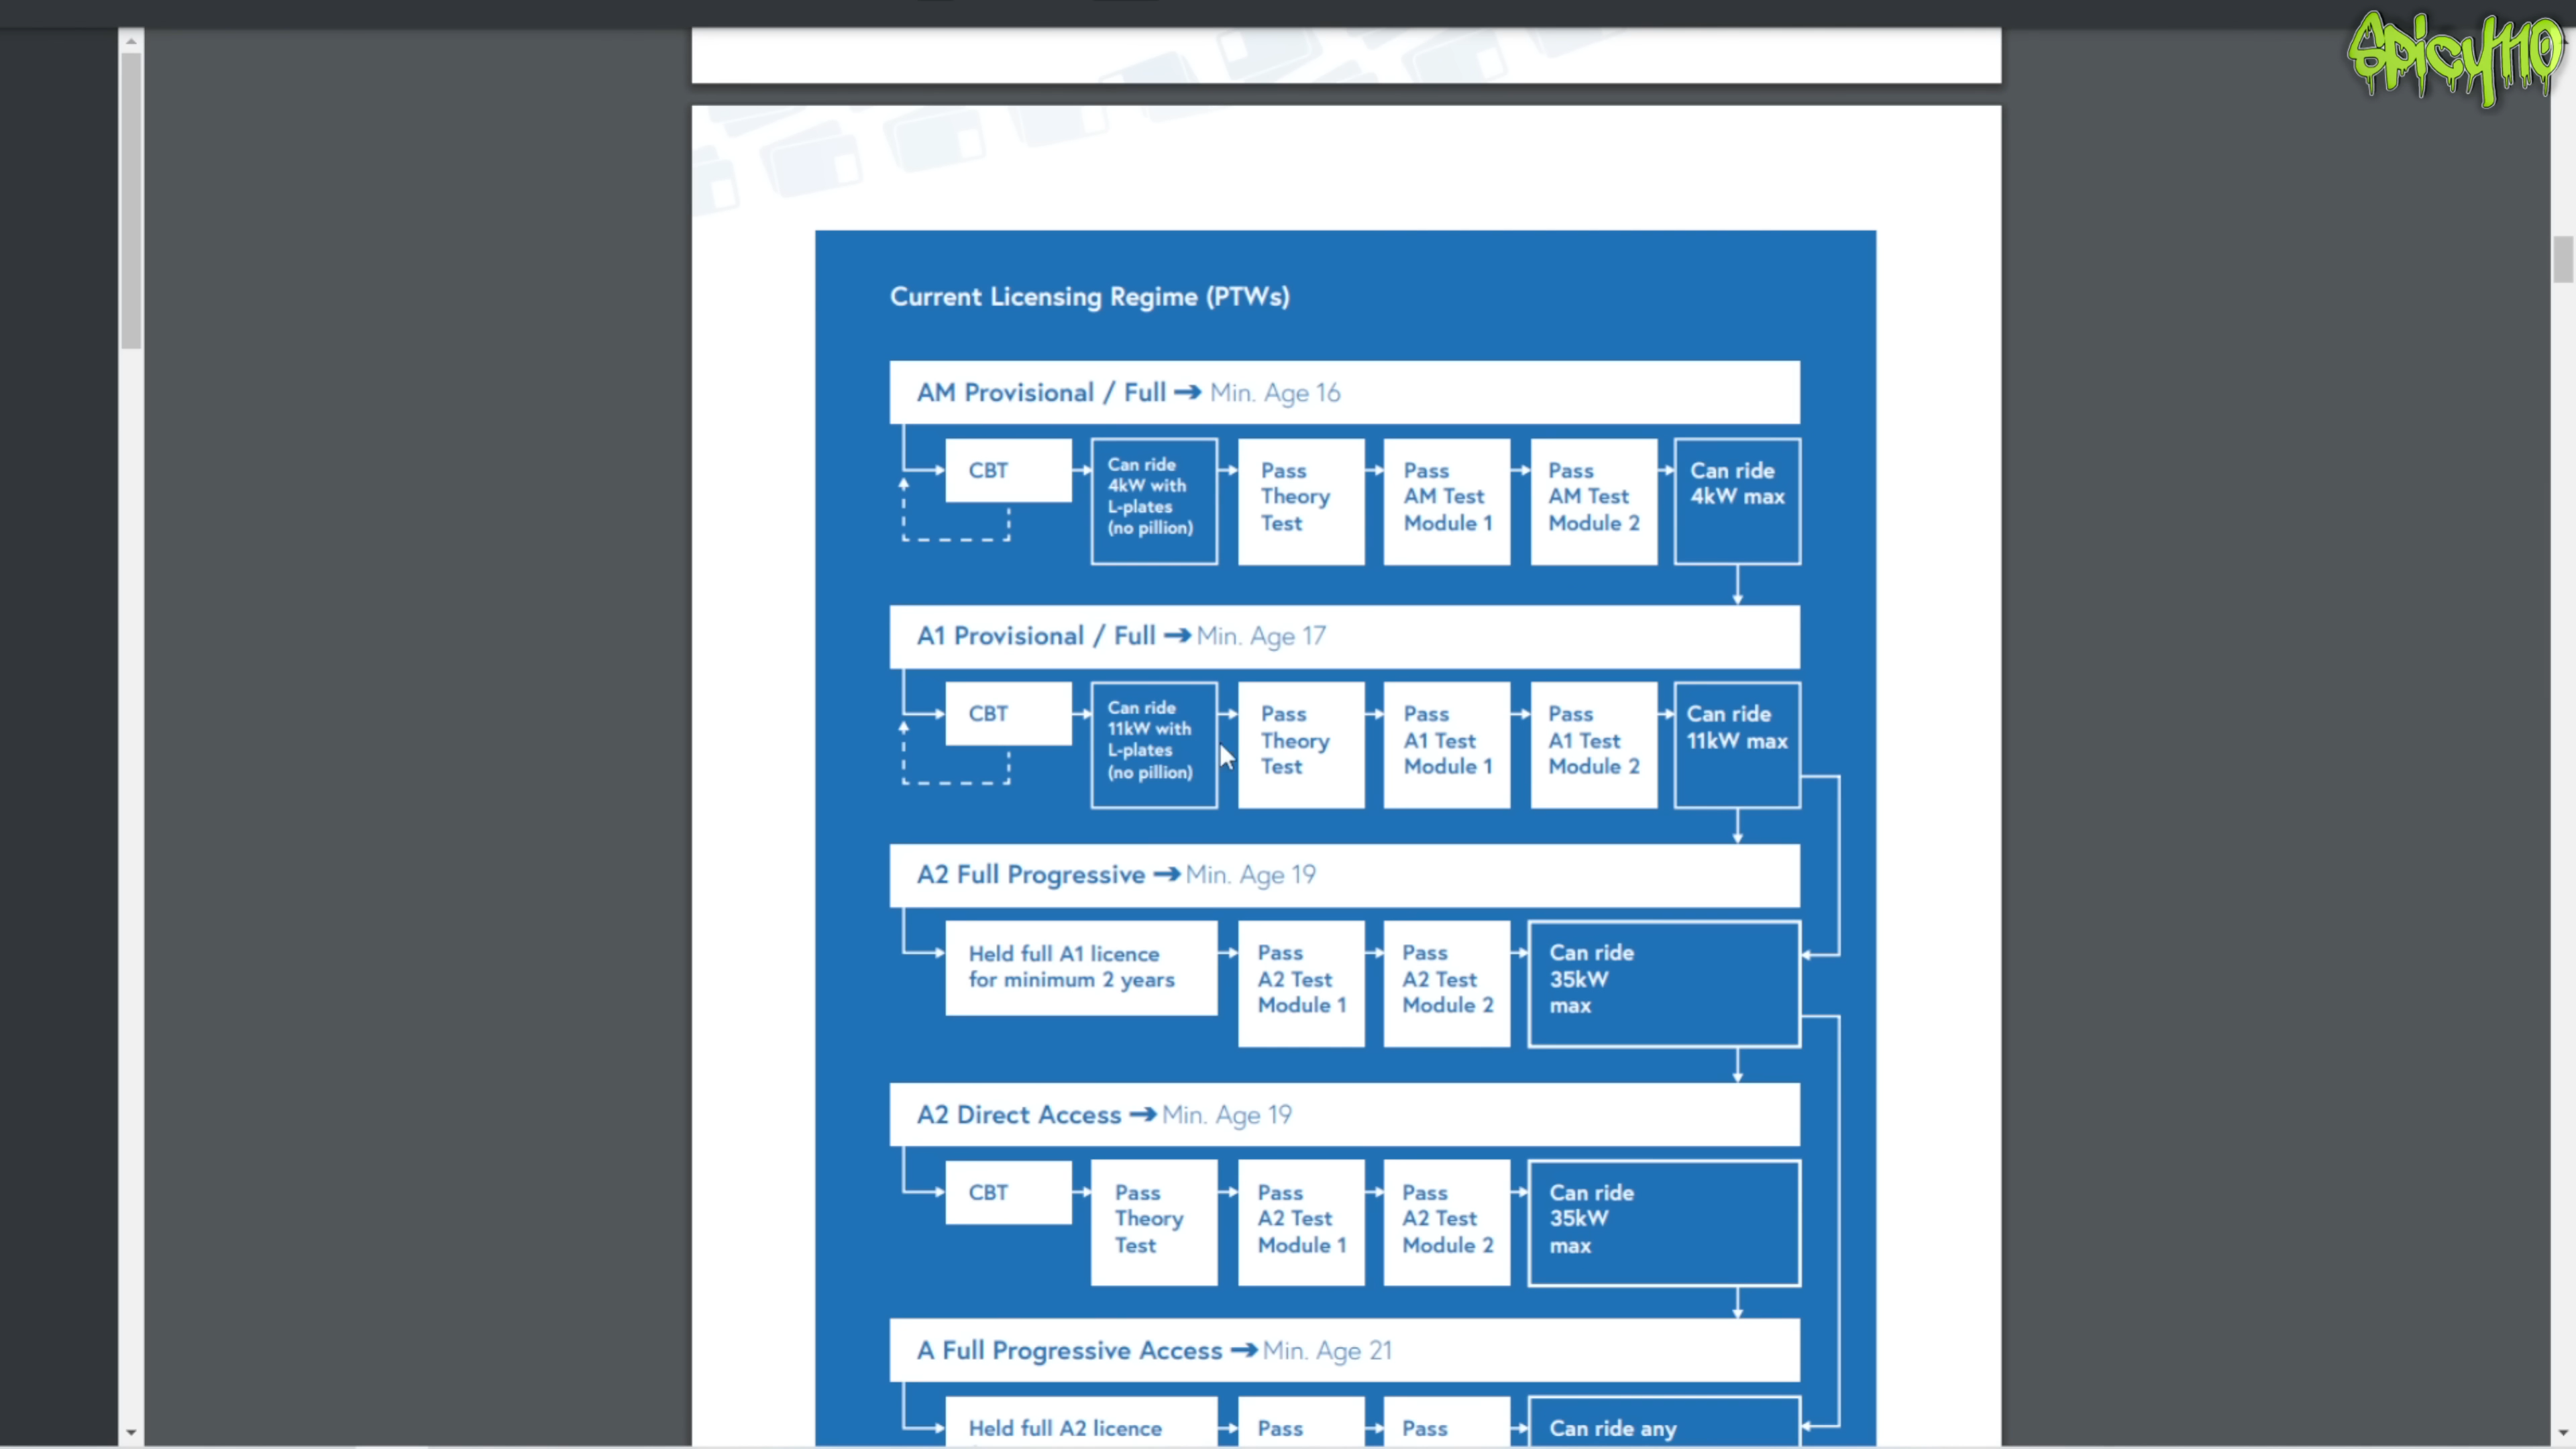 SpicyMO
Current Licensing Regime (PTWs)
AM Provisional / Full ➔ Min. Age 16
CBT
Can ride
4kW with
L-plates
(no pillion)
Pass
Theory
Test
Pass
AM Test
Module 1
Pass
AM Test
Module 2
Can ride
4kW max
A1 Provisional / Full ➔ Min. Age 17
CBT
Can ride
11kW with
L-plates
(no pillion)
Pass
Theory
Test
Pass
A1 Test
Module 1
Pass
A1 Test
Module 2
Can ride
11kW max
A2 Full Progressive ➔ Min. Age 19
Held full A1 licence
for minimum 2 years
Pass
A2 Test
Module 1
Pass
A2 Test
Module 2
Can ride
35kW
max
A2 Direct Access ➔ Min. Age 19
CBT
Pass
Theory
Test
Pass
A2 Test
Module 1
Pass
A2 Test
Module 2
Can ride
35kW
max
A Full Progressive Access ➔ Min. Age 21
Held full A2 licence
Pass
Pass
Can ride any